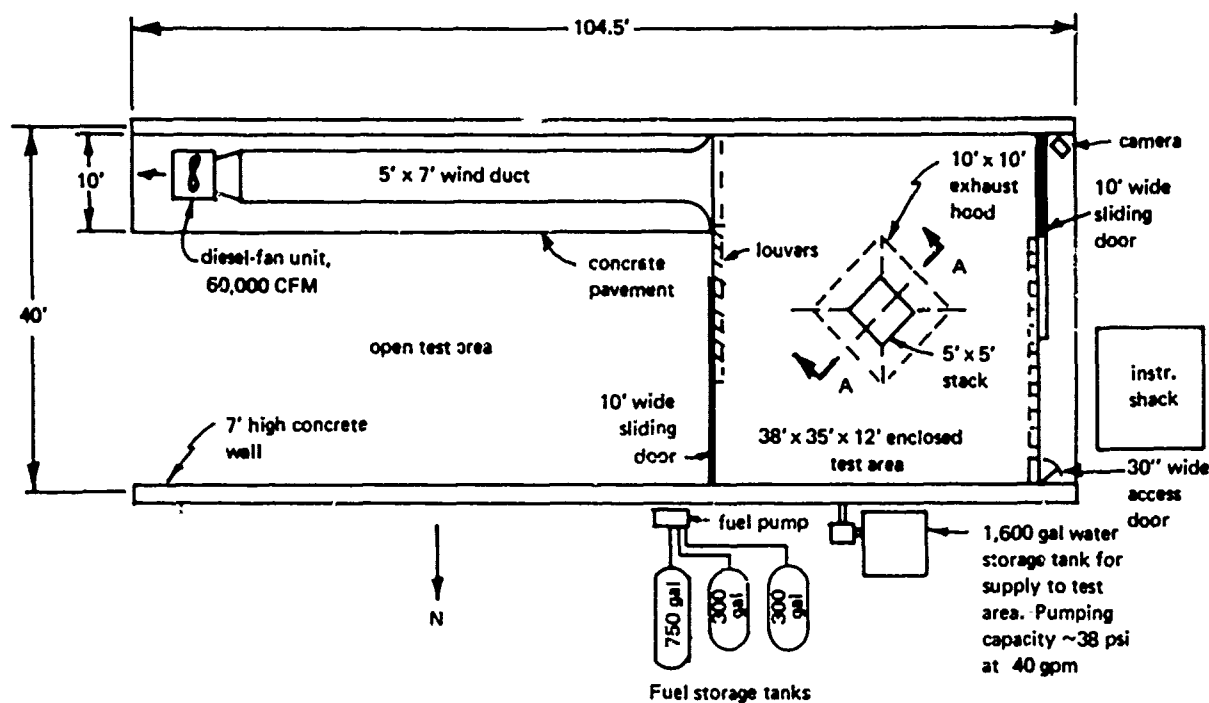 104.5'
camera
10' x 10'
exhaust
hood
10' wide
sliding
door
10'
5' x 7' wind duct
louvars
A
diesel-fan unit,
60,000 CFM
concrete
pavement
40'
open test area
5' x 5'
stack
A
instr.
shack
10' wide
sliding
door
7' high concrete
wall
38' x 35' x 12' enclosed
test area
30" wide
access
door
fuel pump
1,600 gal water
storage tank for
supply to test
area. Pumping
capacity ~38 psi
at 40 gpm
N
750 gal
300
gal
300
gal
Fuel storage tanks